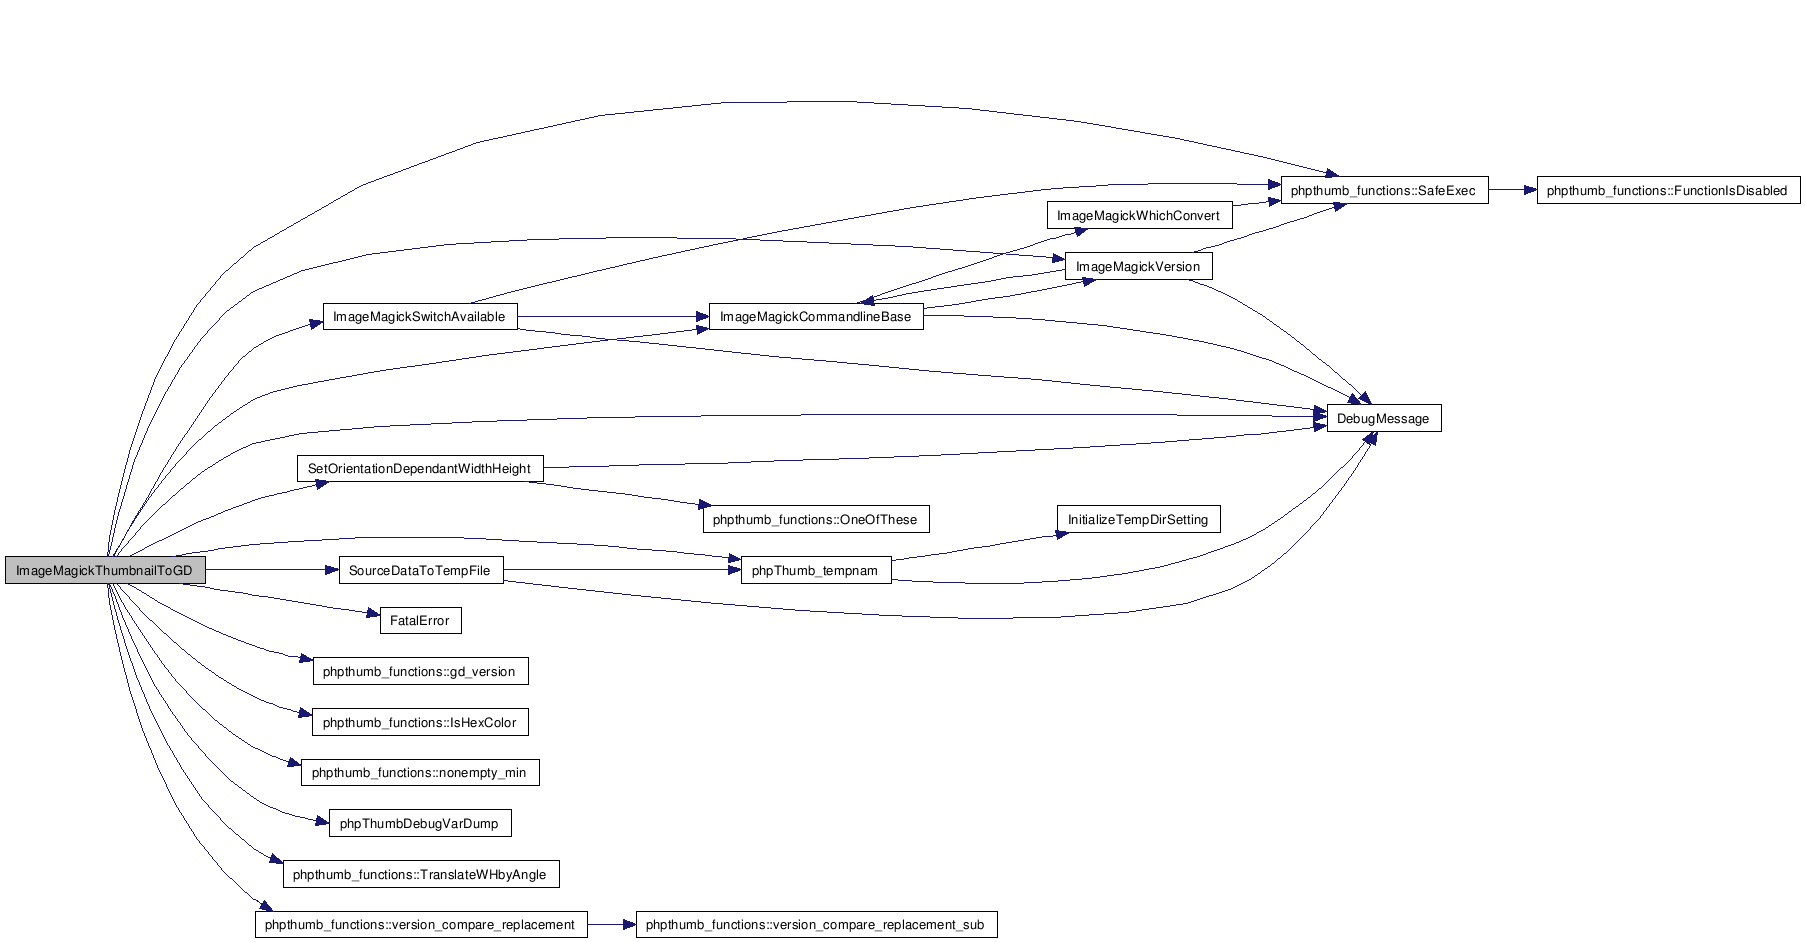 phpthumb_functions::SafeExec
phpthumb_functions::FunctionIsDisabled
ImageMagickWhichConvert
ImageMagickVersion
ImageMagickSwitchAvailable
ImageMagickCommandlineBase
DebugMessage
SetOrientationDependantWidthHeight
phpthumb_functions::OneOfThese
InitializeTempDirSetting
ImageMagickThumbnailToGD
SourceDataToTempFile
phpThumb_tempnam
FatalError
phpthumb_functions::gd_version
phpthumb_functions::IsHexColor
phpthumb_functions::nonempty_min
phpThumbDebugVarDump
phpthumb_functions::TranslateWHbyAngle
phpthumb_functions::version_compare_replacement
phpthumb_functions::version_compare_replacement_sub